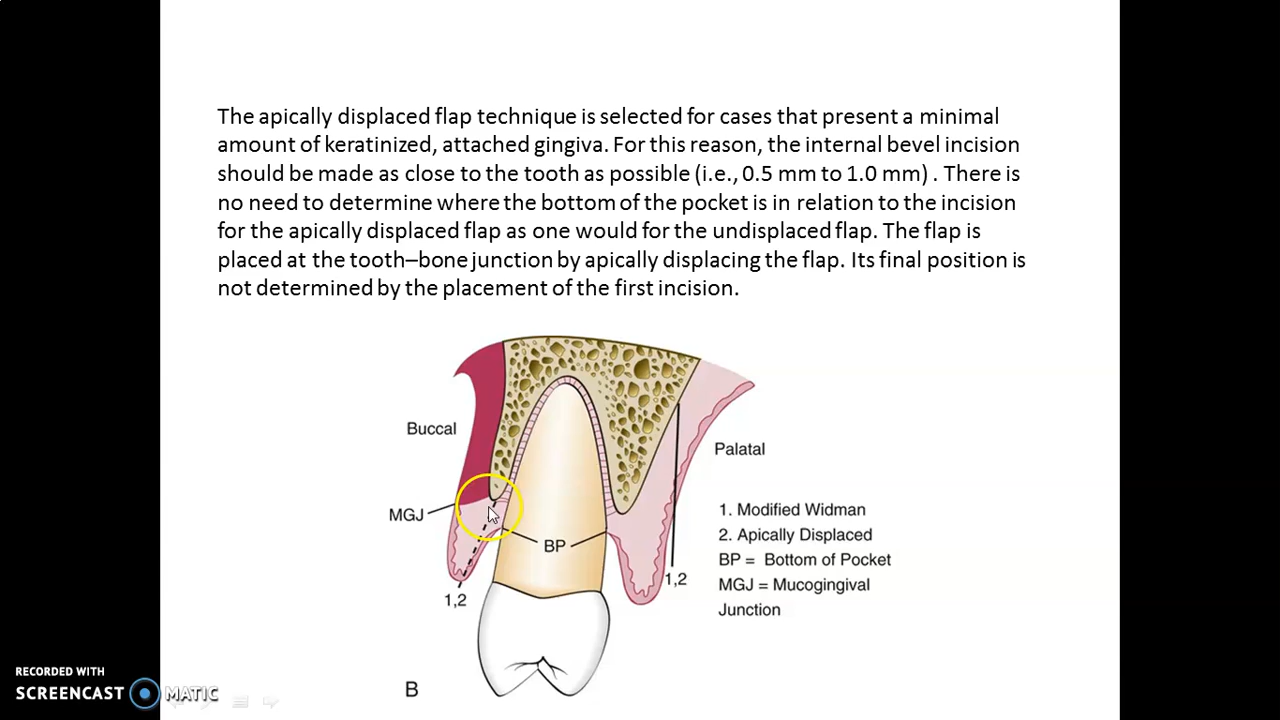 The apically displaced flap technique is selected for cases that present a minimal
amount of keratinized, attached gingiva. For this reason, the internal bevel incision
should be made as close to the tooth as possible (i.e., 0.5 mm to 1.0 mm) . There is
no need to determine where the bottom of the pocket is in relation to the incision
for the apically displaced flap as one would for the undisplaced flap. The flap is
placed at the tooth–bone junction by apically displacing the flap. Its final position is
not determined by the placement of the first incision.
Buccal
Palatal
MGJ
BP
1,2
1,2
1. Modified Widman
2. Apically Displaced
BP = Bottom of Pocket
MGJ = Mucogingival
Junction
B
RECORDED WITH
SCREENCAST MATIC